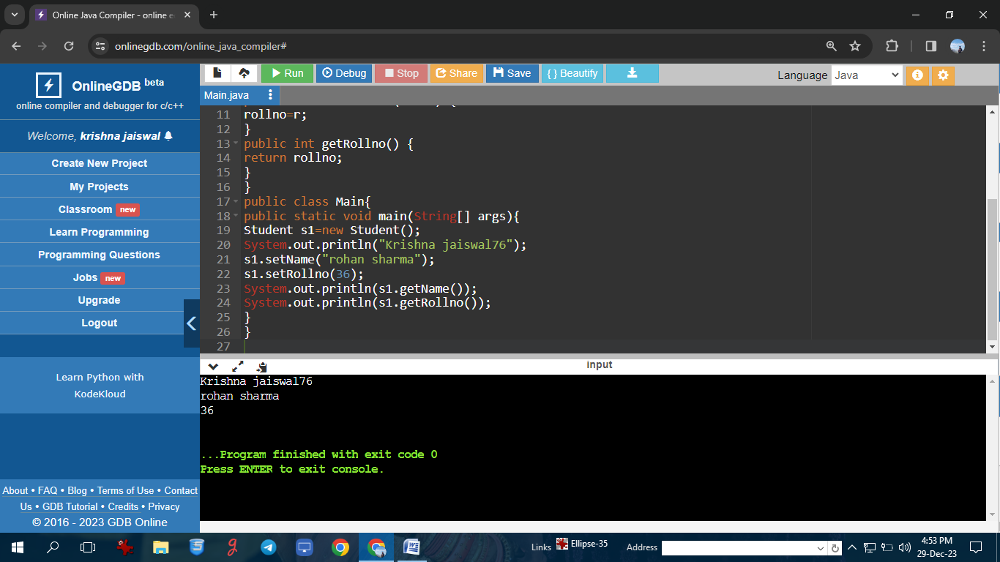 Online Java Compiler - online e
onlinegdb.com/online_java_compiler#
OnlineGDB beta
online compiler and debugger for c/c++
Welcome, krishna jaiswal
Create New Project
My Projects
Classroom new
Learn Programming
Programming Questions
Jobs new
Upgrade
Logout
Learn Python with
KodeKloud
About • FAQ • Blog • Terms of Use • Contact
Us • GDB Tutorial • Credits • Privacy
© 2016 - 2023 GDB Online
Run Debug Stop Share Save { } Beautify
Language Java
Main.java
11 rollno=r;
12 }
13 public int getRollno() {
14 return rollno;
15 }
16 }
17 public class Main{
18 public static void main(String[] args){
19 Student s1=new Student();
20 System.out.println("Krishna jaiswal76");
21 s1.setName("rohan sharma");
22 s1.setRollno(36);
23 System.out.println(s1.getName());
24 System.out.println(s1.getRollno());
25 }
26 }
27
input
Krishna jaiswal76
rohan sharma
36
...Program finished with exit code 0
Press ENTER to exit console.
Links Ellipse-35 Address
4:53 PM
29-Dec-23